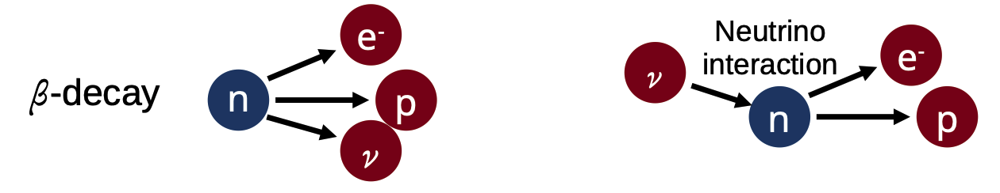 β-decay
n
e-
p
ν
Neutrino
interaction
ν
n
e-
p